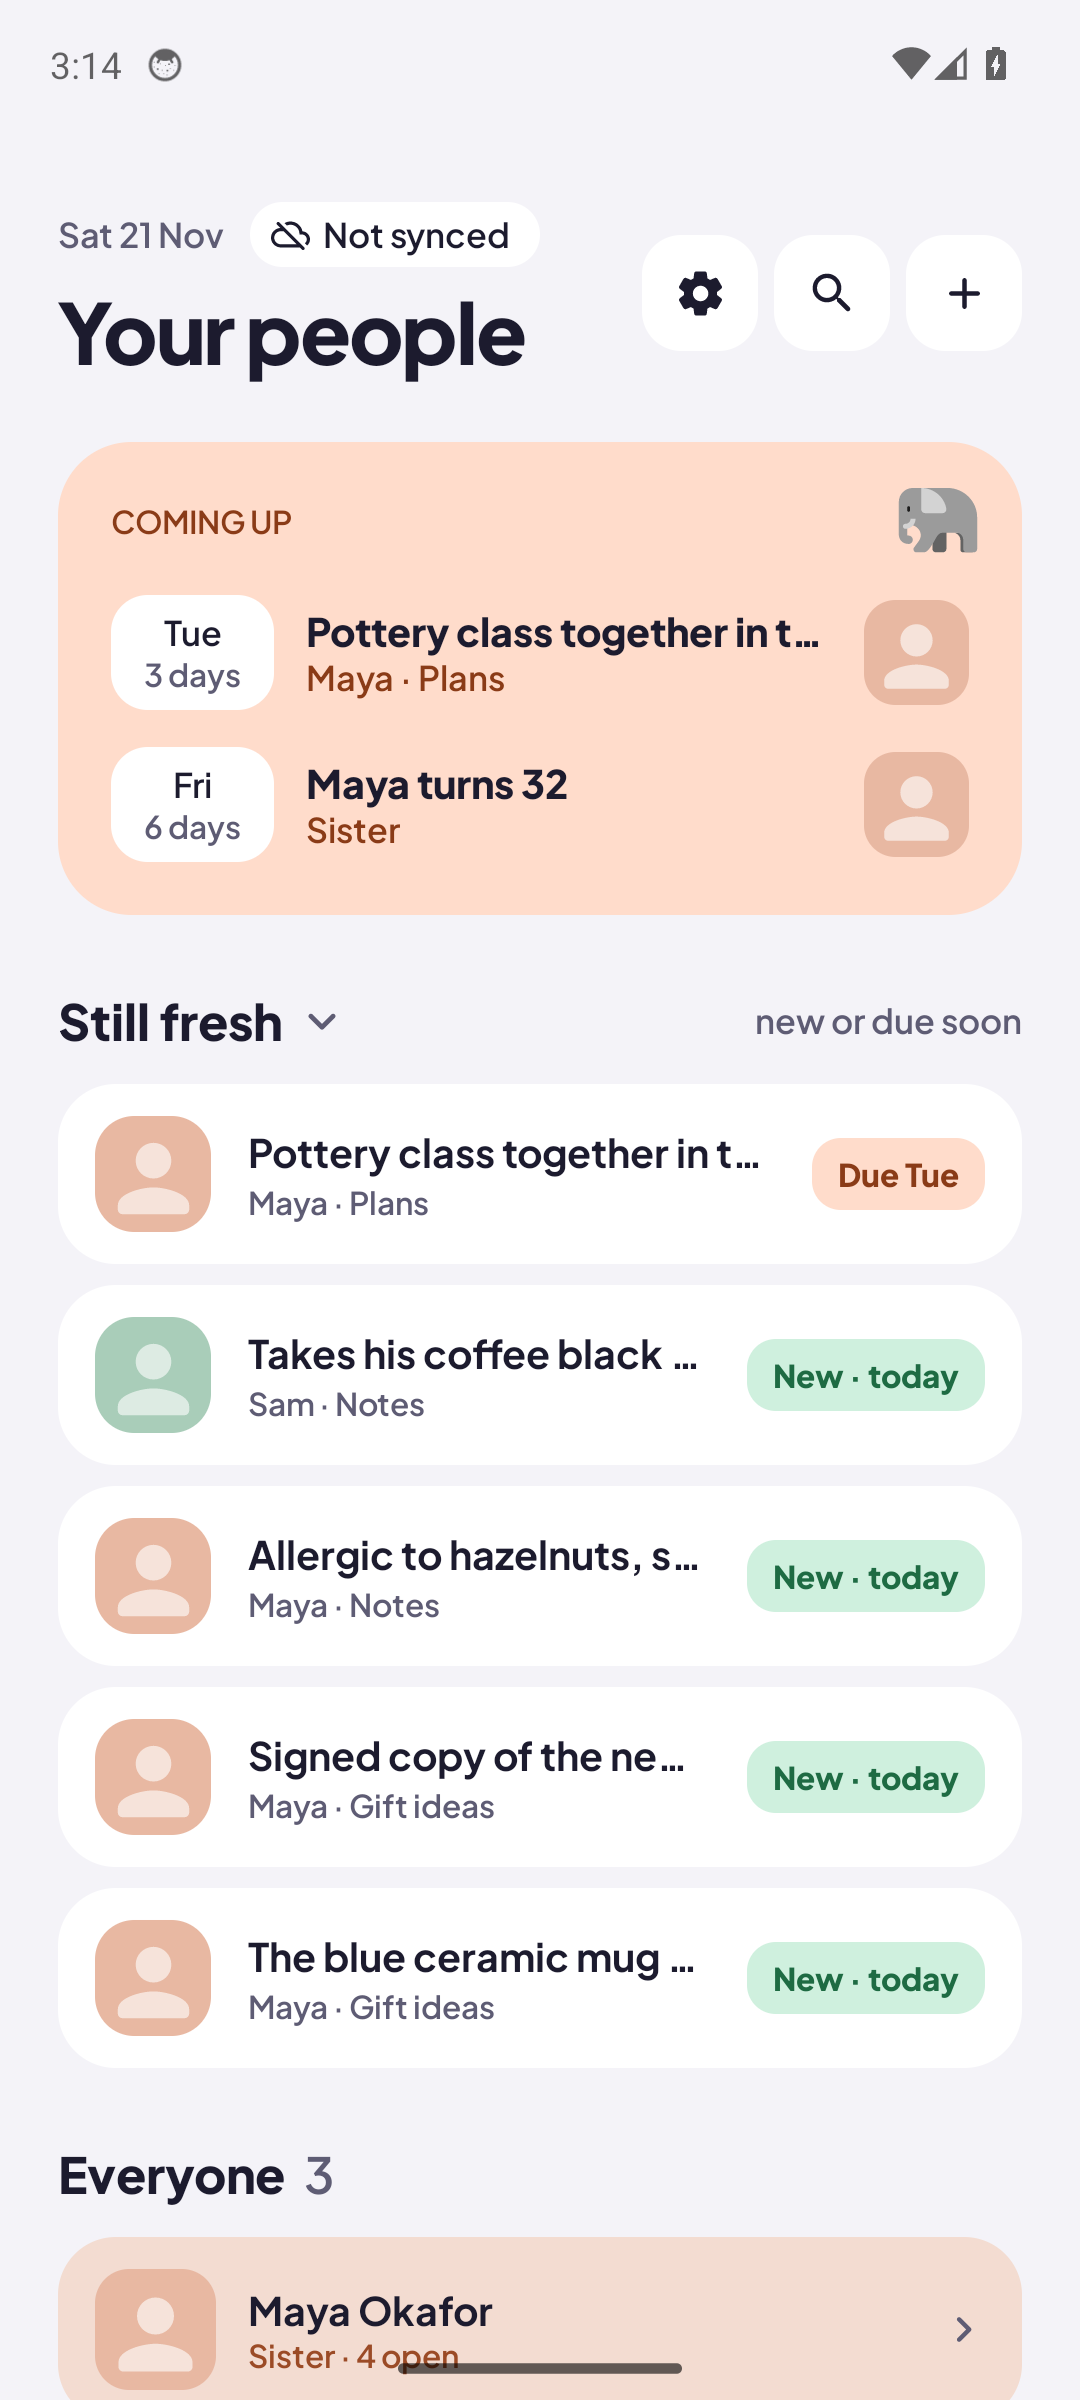 3:14
Sat 21 Nov
Not synced
Your people
COMING UP
Tue
3 days
Pottery class together in t…
Maya · Plans
Fri
6 days
Maya turns 32
Sister
Still fresh
new or due soon
Pottery class together in t…
Maya · Plans
Due Tue
Takes his coffee black …
Sam · Notes
New · today
Allergic to hazelnuts, s…
Maya · Notes
New · today
Signed copy of the ne…
Maya · Gift ideas
New · today
The blue ceramic mug …
Maya · Gift ideas
New · today
Everyone 3
Maya Okafor
Sister · 4 open